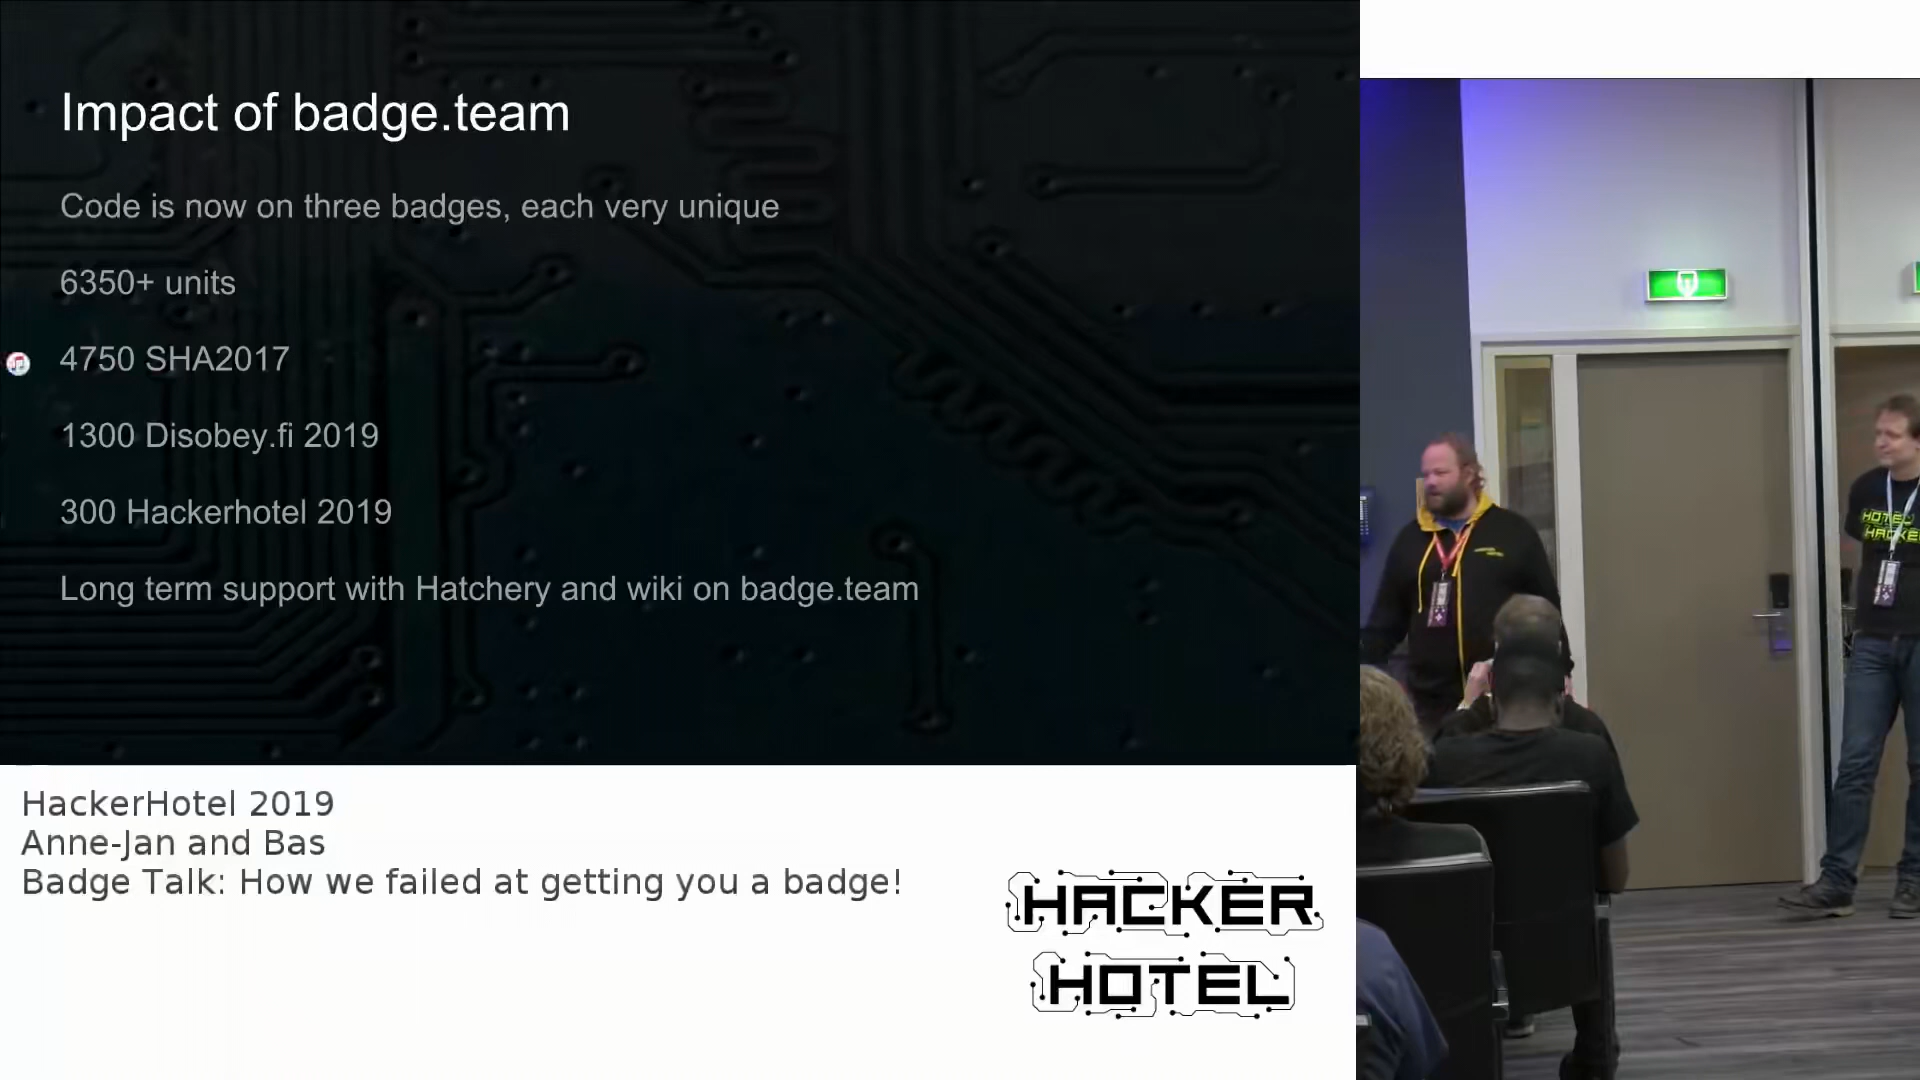 Impact of badge.team
Code is now on three badges, each very unique
6350+ units
4750 SHA2017
1300 Disobey.fi 2019
300 Hackerhotel 2019
Long term support with Hatchery and wiki on badge.team
HackerHotel 2019
Anne-Jan and Bas
Badge Talk: How we failed at getting you a badge!
HACKER
HOTEL
HOTEL
HACKE